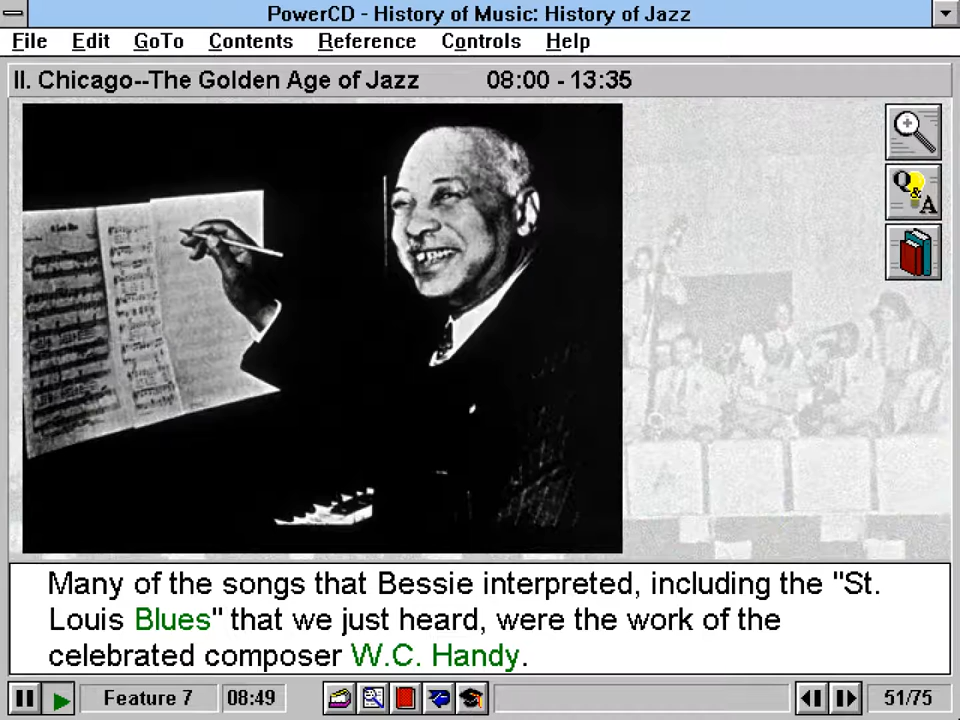 PowerCD - History of Music: History of Jazz
File Edit GoTo Contents Reference Controls Help
II. Chicago--The Golden Age of Jazz 08:00 - 13:35
Q&A
Many of the songs that Bessie interpreted, including the "St.
Louis Blues" that we just heard, were the work of the
celebrated composer W.C. Handy.
Feature 7 08:49 51/75